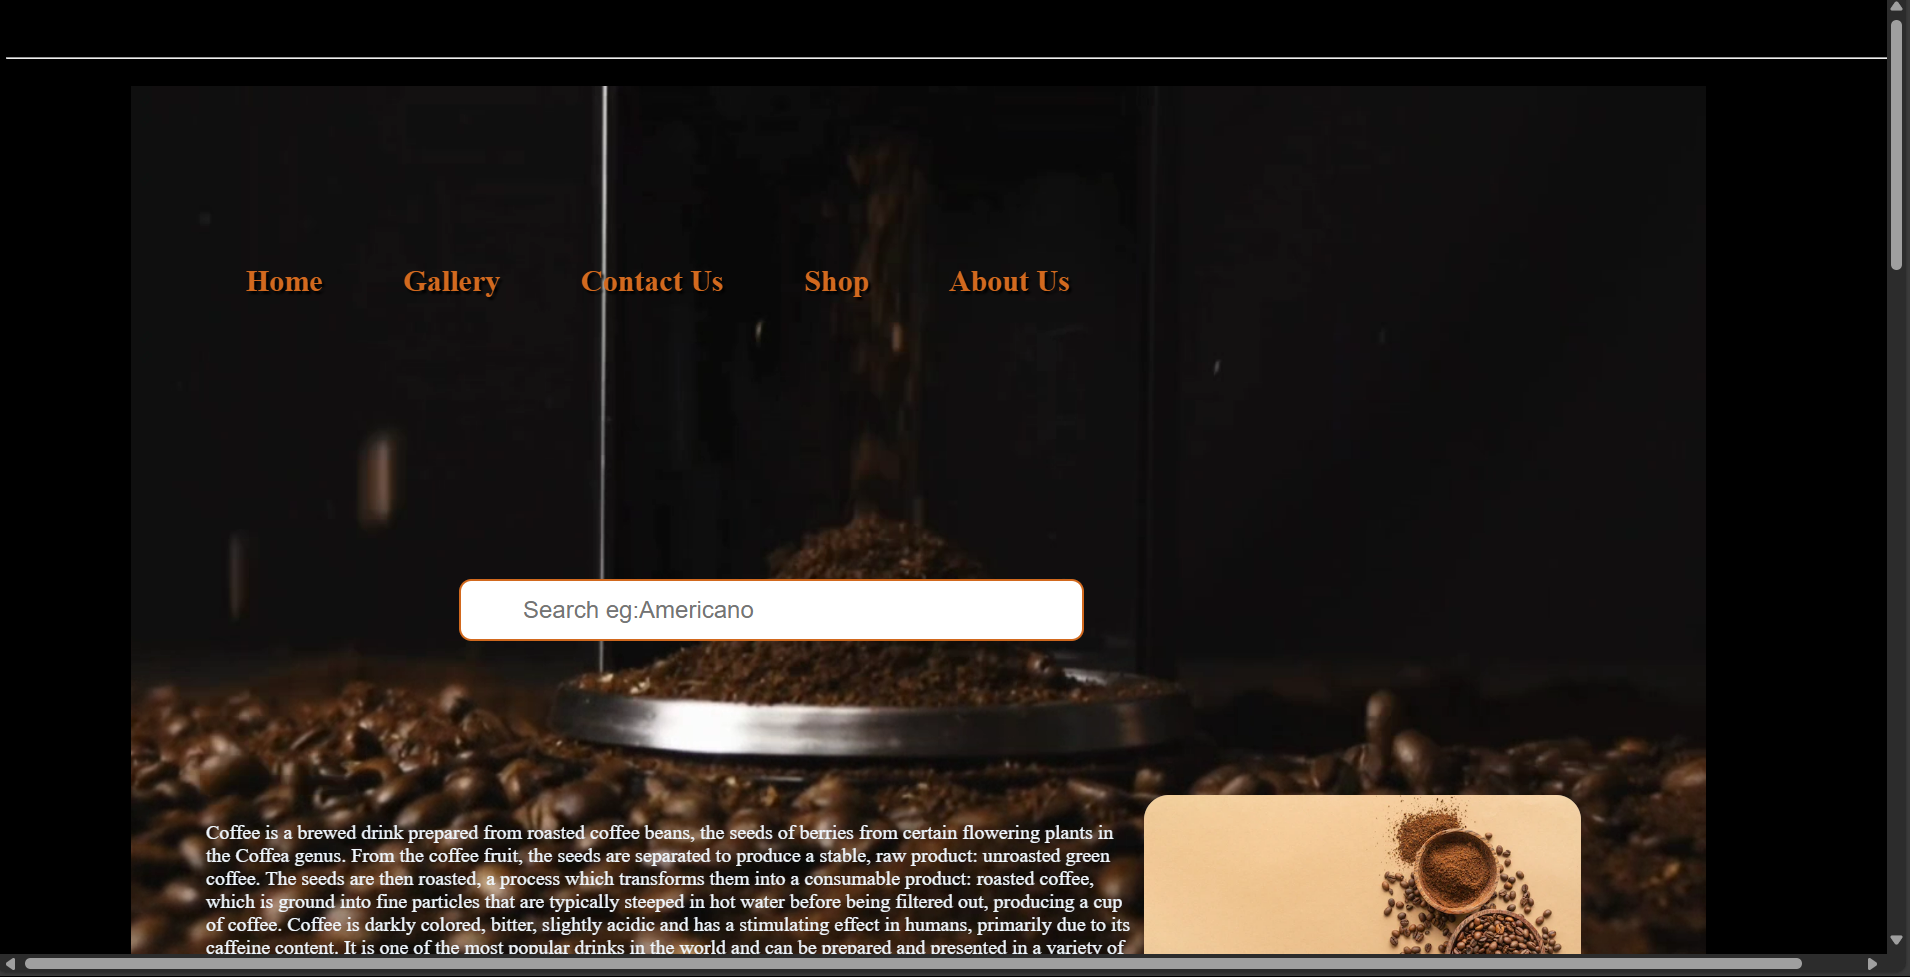 Home Gallery Contact Us Shop About Us
Search eg:Americano
Coffee is a brewed drink prepared from roasted coffee beans, the seeds of berries from certain flowering plants in
the Coffea genus. From the coffee fruit, the seeds are separated to produce a stable, raw product: unroasted green
coffee. The seeds are then roasted, a process which transforms them into a consumable product: roasted coffee,
which is ground into fine particles that are typically steeped in hot water before being filtered out, producing a cup
of coffee. Coffee is darkly colored, bitter, slightly acidic and has a stimulating effect in humans, primarily due to its
caffeine content. It is one of the most popular drinks in the world and can be prepared and presented in a variety of